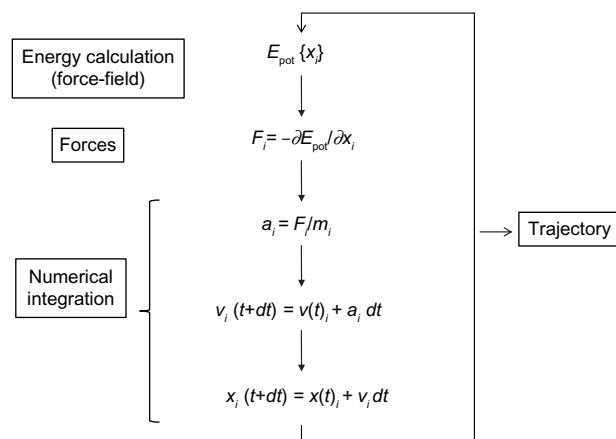 Energy calculation
(force-field)
E_pot {x_i}
Forces
F_i = −∂E_pot/∂x_i
a_i = F_i/m_i
Trajectory
Numerical
integration
v_i (t+dt) = v(t)_i + a_i dt
x_i (t+dt) = x(t)_i + v_i dt